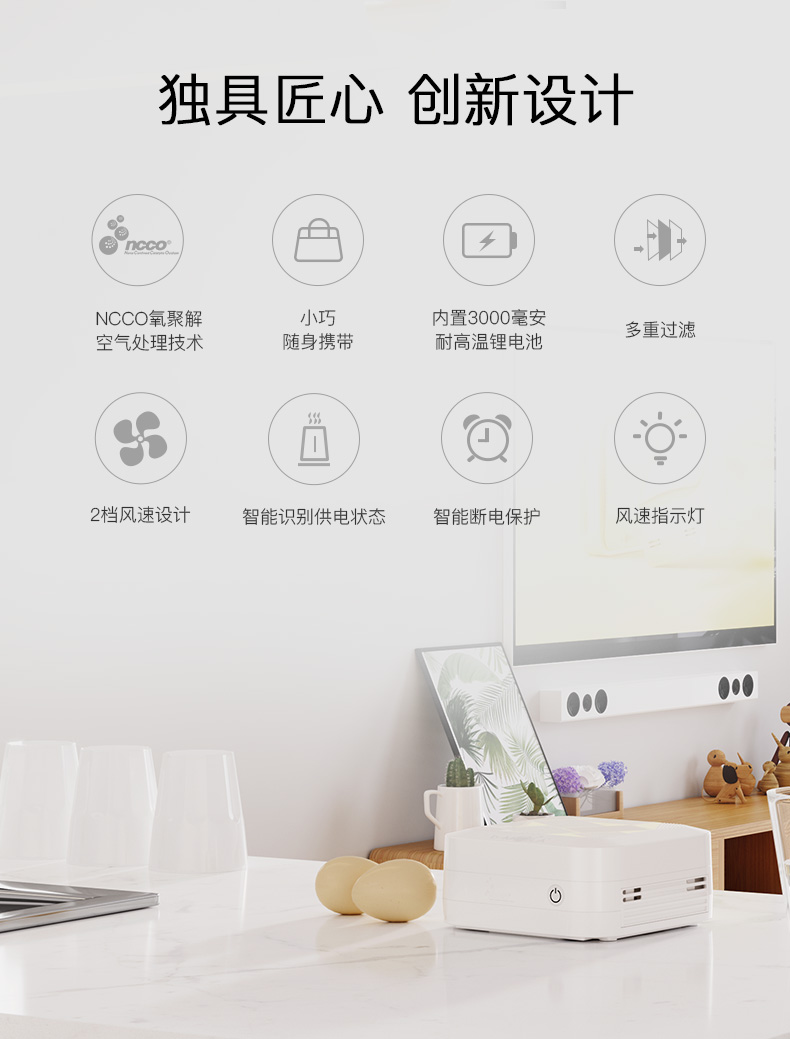 独具匠心 创新设计
ncco®
NCCO氧聚解
空气处理技术
小巧
随身携带
内置3000毫安
耐高温锂电池
多重过滤
2档风速设计
智能识别供电状态
智能断电保护
风速指示灯